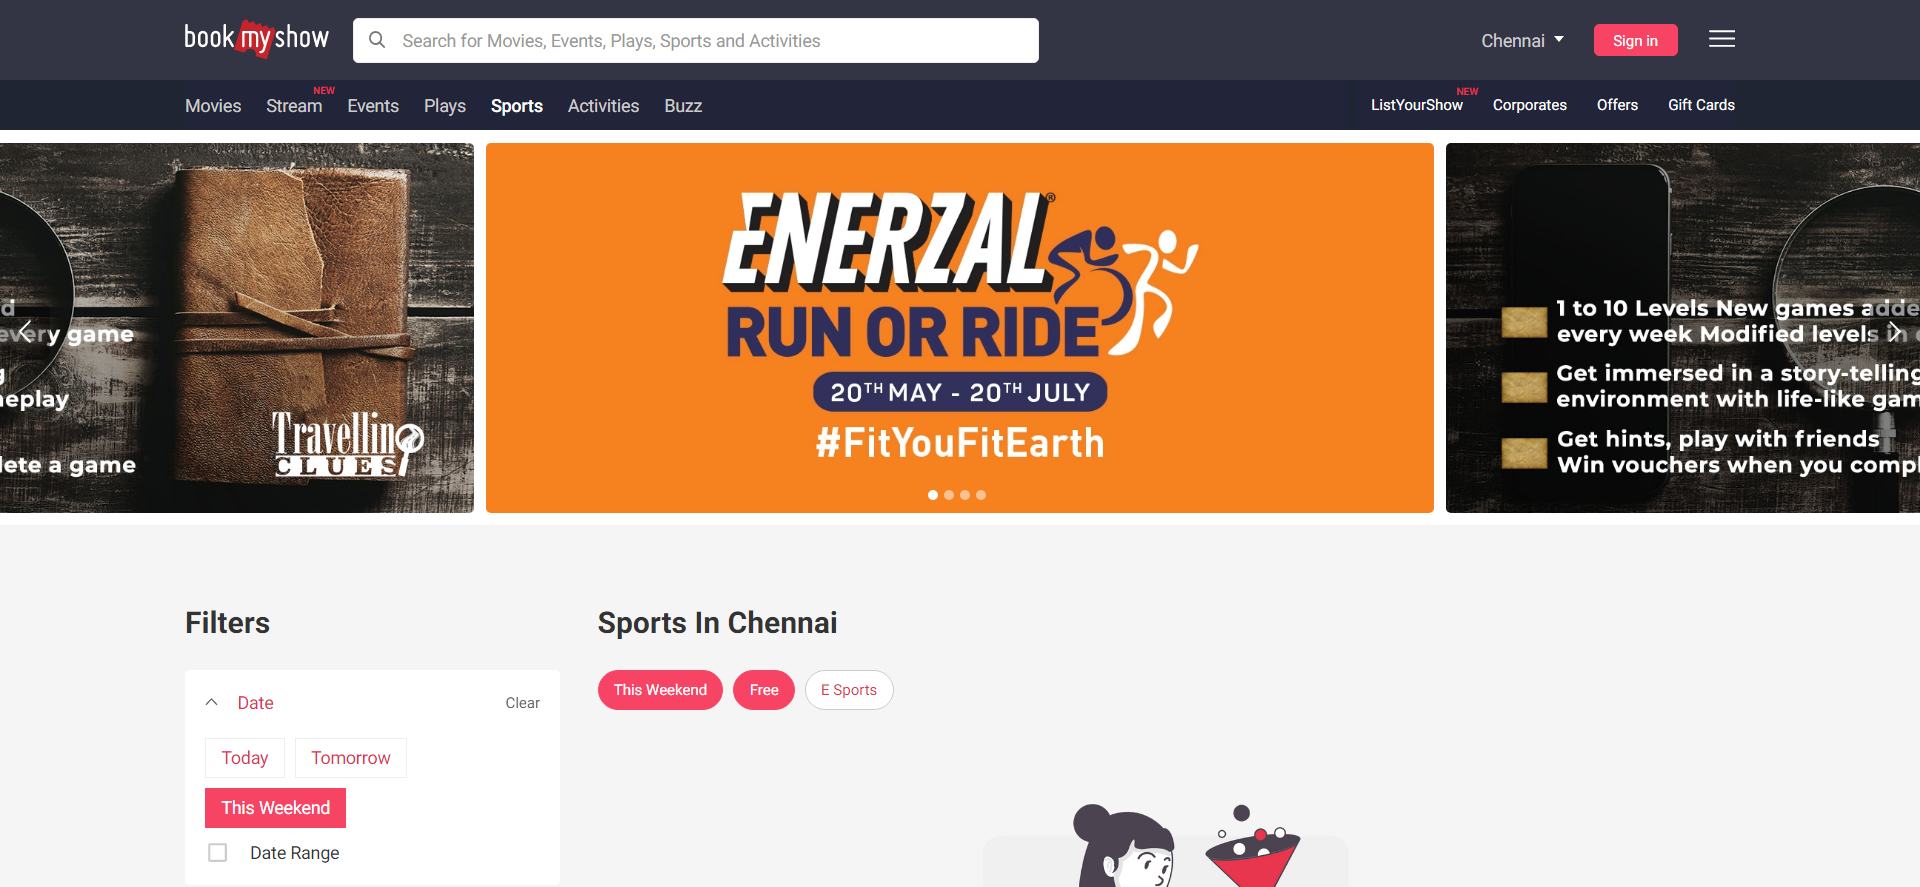 bookmyshow
Search for Movies, Events, Plays, Sports and Activities
Chennai
Sign in
Movies
Stream
NEW
Events
Plays
Sports
Activities
Buzz
ListYourShow
NEW
Corporates
Offers
Gift Cards
d
every game
g
eplay
lete a game
Travelling
CLUES
ENERZAL®
RUN OR RIDE
20TH MAY - 20TH JULY
#FitYouFitEarth
1 to 10 Levels New games adde
every week Modified levels in
Get immersed in a story-telling
environment with life-like gam
Get hints, play with friends
Win vouchers when you compl
Filters
Date
Clear
Today
Tomorrow
This Weekend
Date Range
Sports In Chennai
This Weekend
Free
E Sports